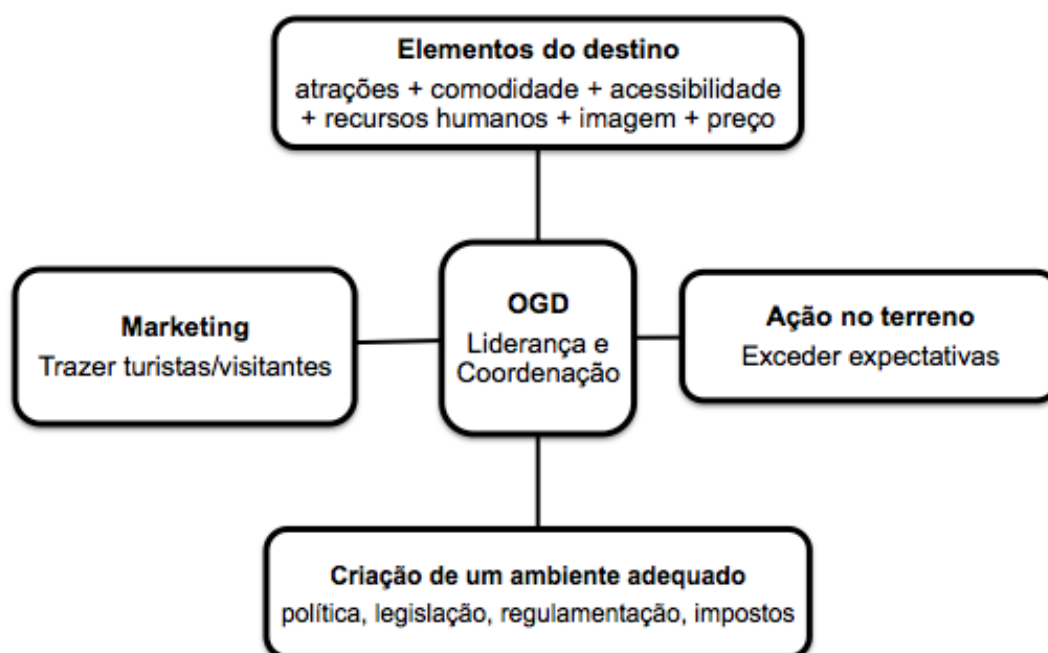 Elementos do destino
atrações + comodidade + acessibilidade
+ recursos humanos + imagem + preço
Marketing
Trazer turistas/visitantes
OGD
Liderança e
Coordenação
Ação no terreno
Exceder expectativas
Criação de um ambiente adequado
política, legislação, regulamentação, impostos